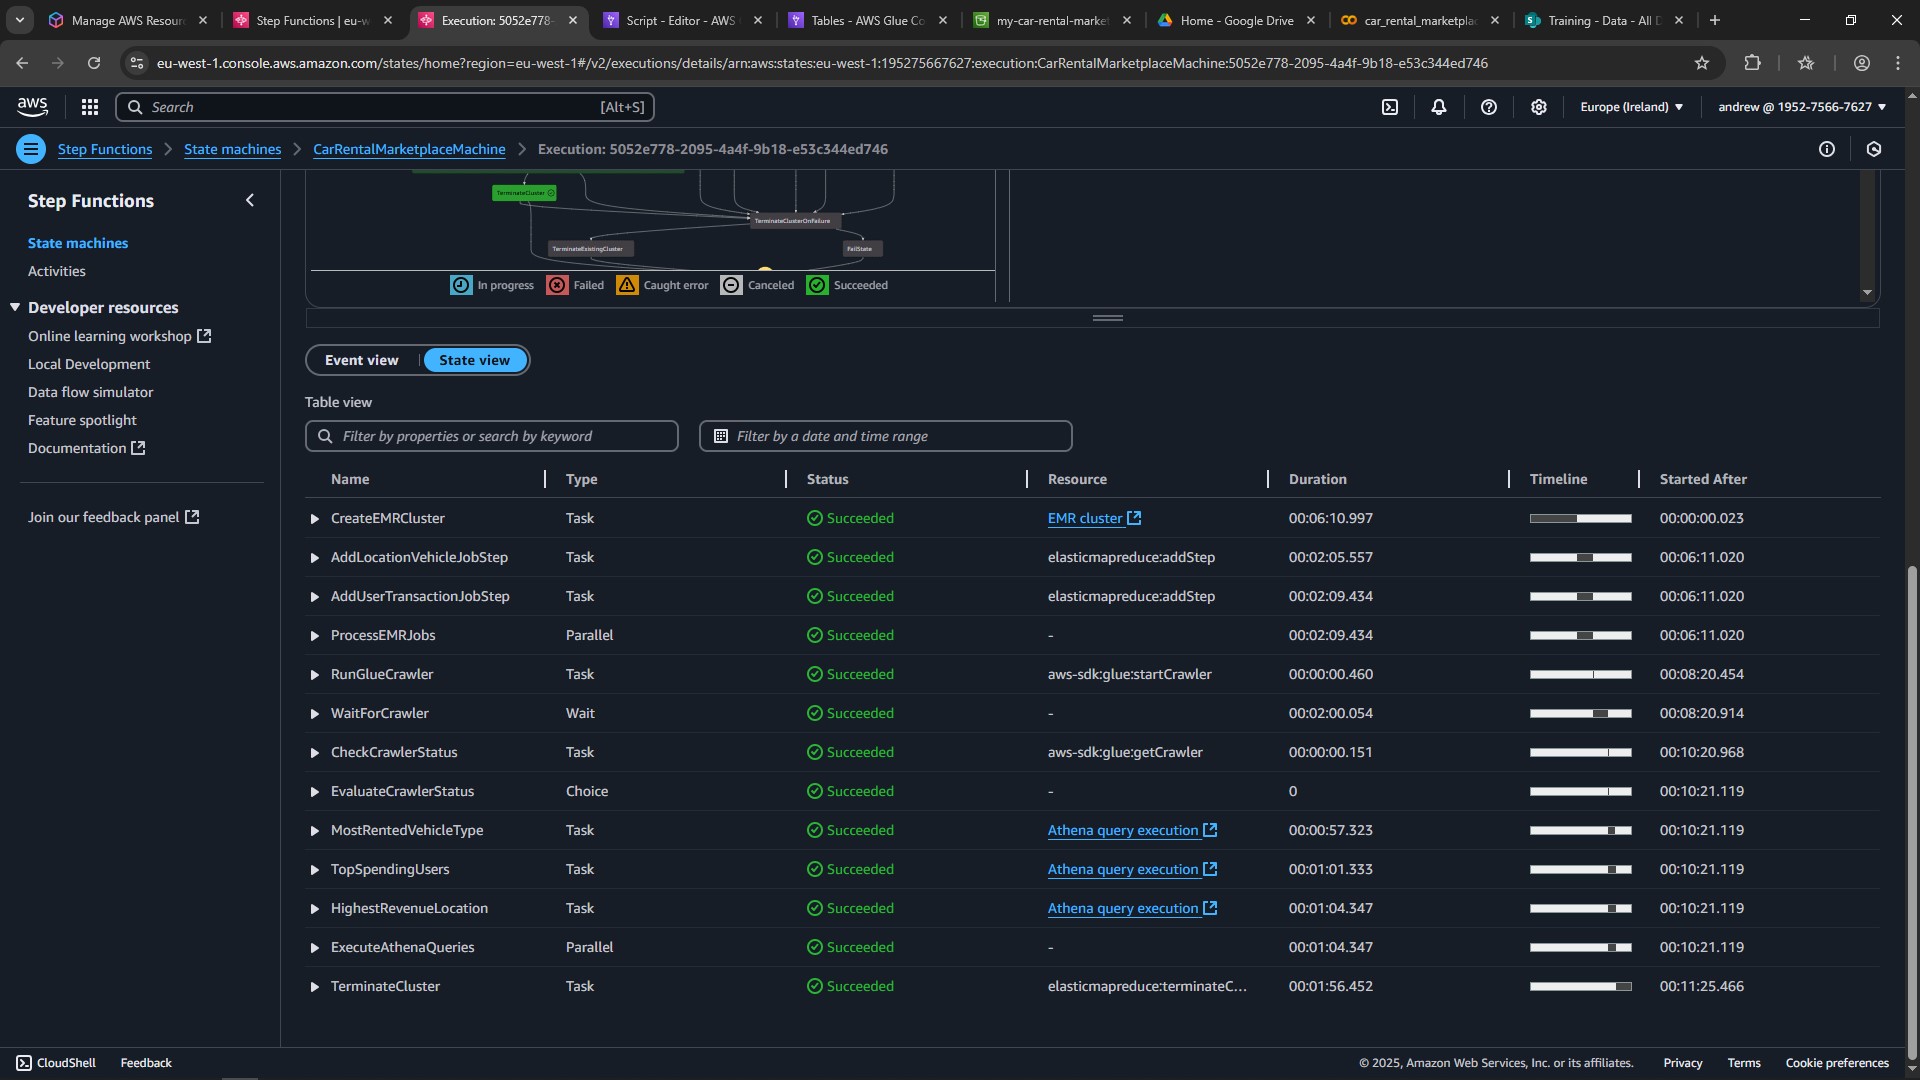 Manage AWS Resour
Step Functions | eu-w
Execution: 5052e778-
Script - Editor - AWS
Tables - AWS Glue Co
my-car-rental-market
Home - Google Drive
car_rental_marketpla
Training - Data - All D
eu-west-1.console.aws.amazon.com/states/home?region=eu-west-1#/v2/executions/details/arn:aws:states:eu-west-1:195275667627:execution:CarRentalMarketplaceMachine:5052e778-2095-4a4f-9b18-e53c344ed746
aws
Search
[Alt+S]
Europe (Ireland)
andrew @ 1952-7566-7627
Step Functions
State machines
CarRentalMarketplaceMachine
Execution: 5052e778-2095-4a4f-9b18-e53c344ed746
Step Functions
State machines
Activities
Developer resources
Online learning workshop
Local Development
Data flow simulator
Feature spotlight
Documentation
Join our feedback panel
TerminateCluster
TerminateClusterOnFailure
TerminateExistingCluster
FailState
In progress
Failed
Caught error
Canceled
Succeeded
Event view
State view
Table view
Filter by properties or search by keyword
Filter by a date and time range
Name Type Status Resource Duration Timeline Started After
CreateEMRCluster Task Succeeded EMR cluster 00:06:10.997 00:00:00.023
AddLocationVehicleJobStep Task Succeeded elasticmapreduce:addStep 00:02:05.557 00:06:11.020
AddUserTransactionJobStep Task Succeeded elasticmapreduce:addStep 00:02:09.434 00:06:11.020
ProcessEMRJobs Parallel Succeeded - 00:02:09.434 00:06:11.020
RunGlueCrawler Task Succeeded aws-sdk:glue:startCrawler 00:00:00.460 00:08:20.454
WaitForCrawler Wait Succeeded - 00:02:00.054 00:08:20.914
CheckCrawlerStatus Task Succeeded aws-sdk:glue:getCrawler 00:00:00.151 00:10:20.968
EvaluateCrawlerStatus Choice Succeeded - 0 00:10:21.119
MostRentedVehicleType Task Succeeded Athena query execution 00:00:57.323 00:10:21.119
TopSpendingUsers Task Succeeded Athena query execution 00:01:01.333 00:10:21.119
HighestRevenueLocation Task Succeeded Athena query execution 00:01:04.347 00:10:21.119
ExecuteAthenaQueries Parallel Succeeded - 00:01:04.347 00:10:21.119
TerminateCluster Task Succeeded elasticmapreduce:terminateC... 00:01:56.452 00:11:25.466
CloudShell
Feedback
© 2025, Amazon Web Services, Inc. or its affiliates.
Privacy
Terms
Cookie preferences